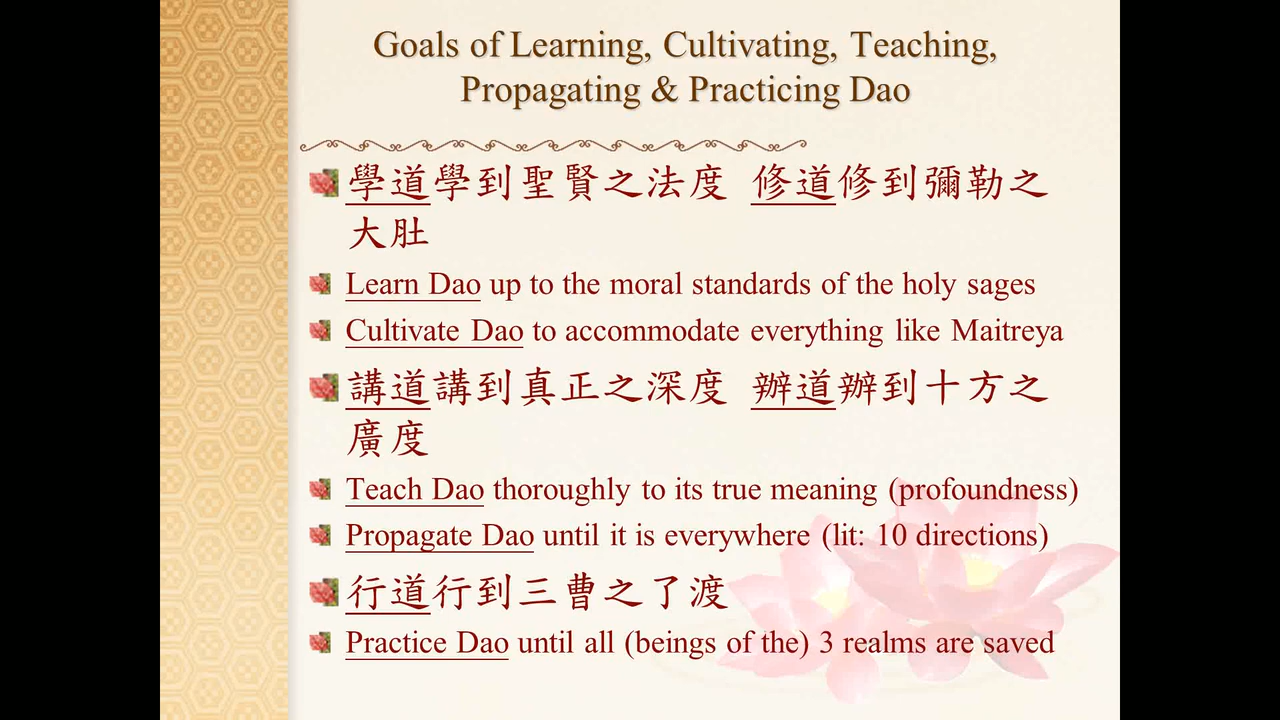 Goals of Learning, Cultivating, Teaching,
Propagating & Practicing Dao
學道學到聖賢之法度 修道修到彌勒之
大肚
Learn Dao up to the moral standards of the holy sages
Cultivate Dao to accommodate everything like Maitreya
講道講到真正之深度 辦道辦到十方之
廣度
Teach Dao thoroughly to its true meaning (profoundness)
Propagate Dao until it is everywhere (lit: 10 directions)
行道行到三曹之了渡
Practice Dao until all (beings of the) 3 realms are saved